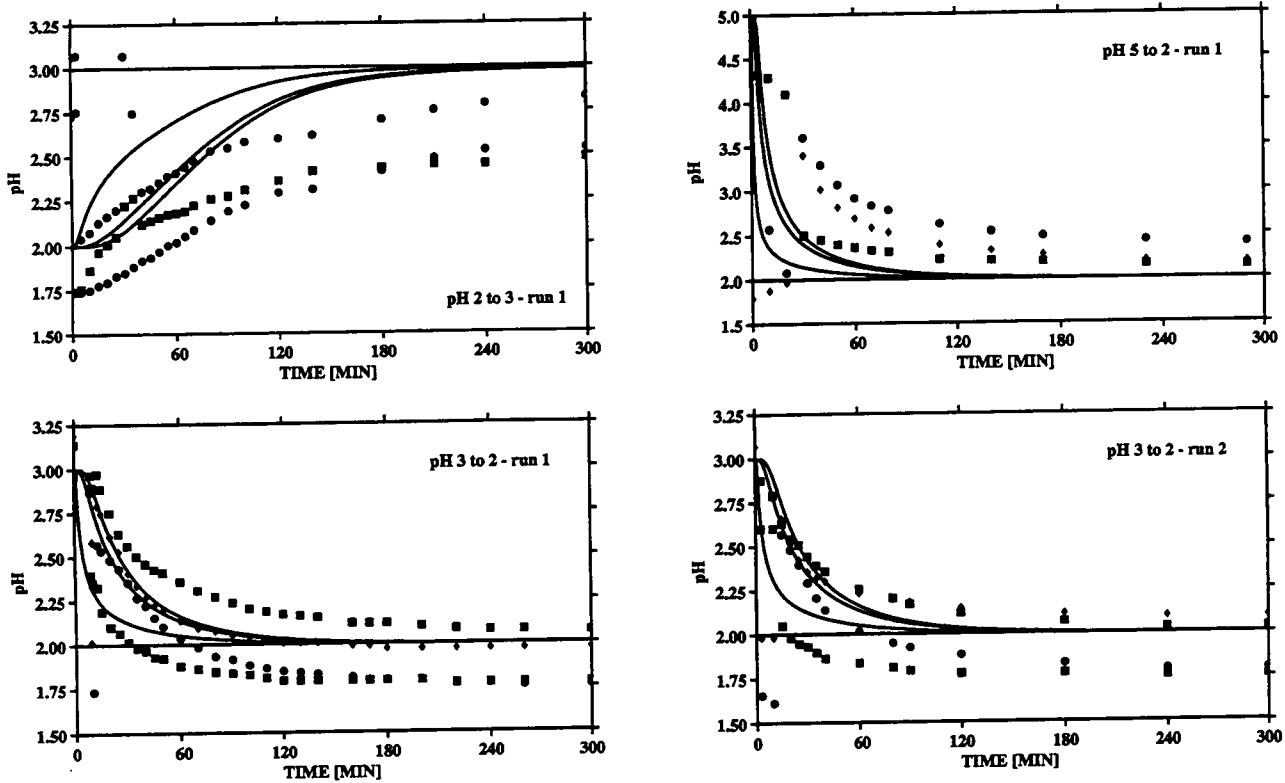 3.25
3.00
2.75
2.50
2.25
2.00
1.75
1.50
pH
0 60 120 180 240 300
TIME [MIN]
pH 2 to 3 - run 1
5.0
4.5
4.0
3.5
3.0
2.5
2.0
1.5
pH
0 60 120 180 240 300
TIME [MIN]
pH 5 to 2 - run 1
3.25
3.00
2.75
2.50
2.25
2.00
1.75
1.50
pH
0 60 120 180 240 300
TIME [MIN]
pH 3 to 2 - run 1
3.25
3.00
2.75
2.50
2.25
2.00
1.75
1.50
pH
0 60 120 180 240 300
TIME [MIN]
pH 3 to 2 - run 2